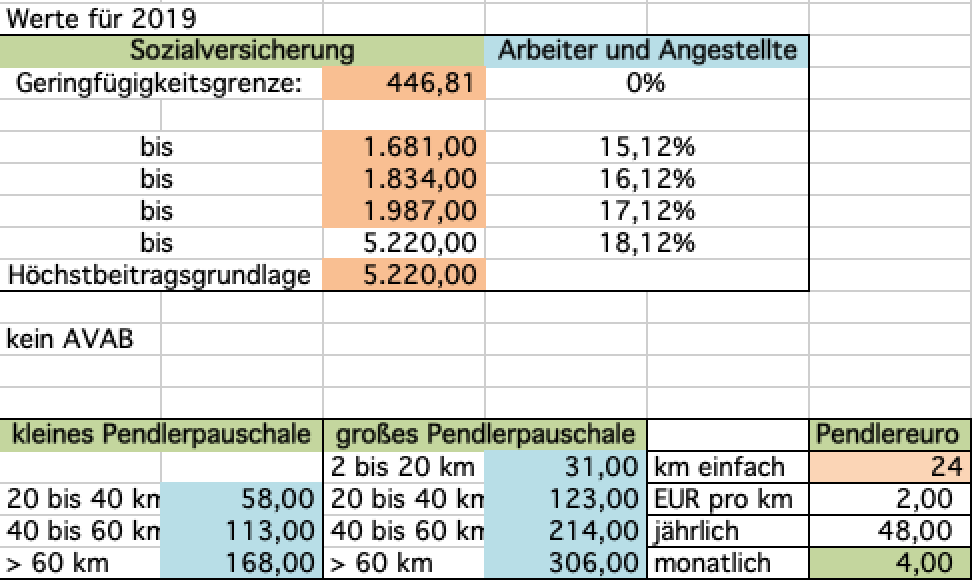 Werte für 2019
Sozialversicherung Arbeiter und Angestellte
Geringfügigkeitsgrenze: 446,81 0%
bis 1.681,00 15,12%
bis 1.834,00 16,12%
bis 1.987,00 17,12%
bis 5.220,00 18,12%
Höchstbeitragsgrundlage 5.220,00
kein AVAB
kleines Pendlerpauschale großes Pendlerpauschale Pendlereuro
2 bis 20 km 31,00 km einfach 24
20 bis 40 km 58,00 20 bis 40 km 123,00 EUR pro km 2,00
40 bis 60 km 113,00 40 bis 60 km 214,00 jährlich 48,00
> 60 km 168,00 > 60 km 306,00 monatlich 4,00